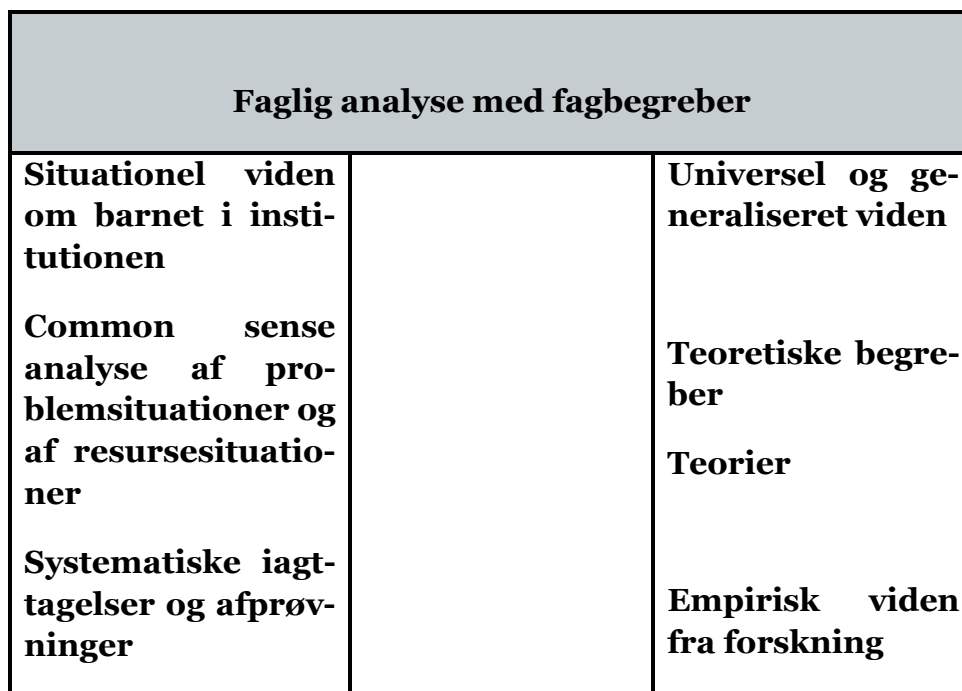 Faglig analyse med fagbegreber
Situationel viden
om barnet i insti-
tutionen
Common sense
analyse af pro-
blemsituationer og
af resursesituatio-
ner
Systematiske iagt-
tagelser og afprøv-
ninger
Universel og ge-
neraliseret viden
Teoretiske begre-
ber
Teorier
Empirisk viden
fra forskning